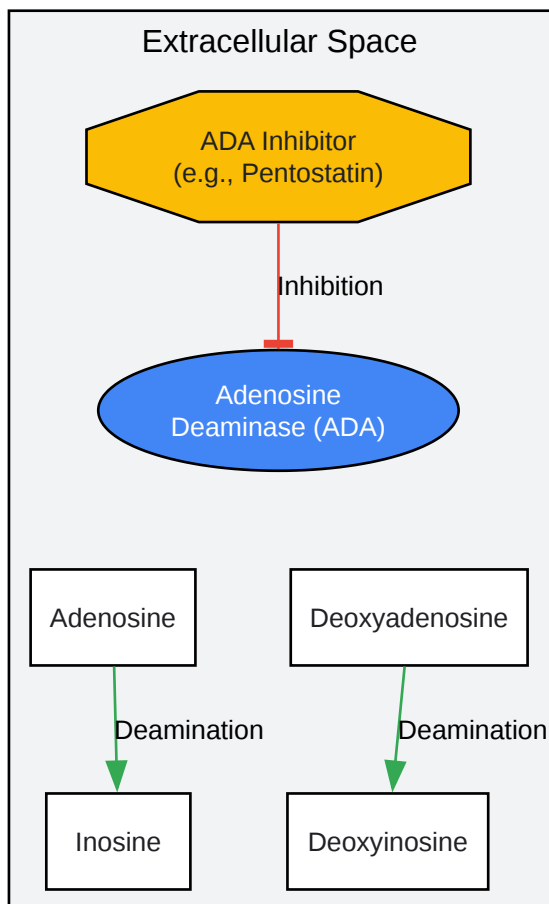 Extracellular Space
ADA Inhibitor
(e.g., Pentostatin)
Inhibition
Adenosine
Deaminase (ADA)
Adenosine
Deoxyadenosine
Deamination
Deamination
Inosine
Deoxyinosine